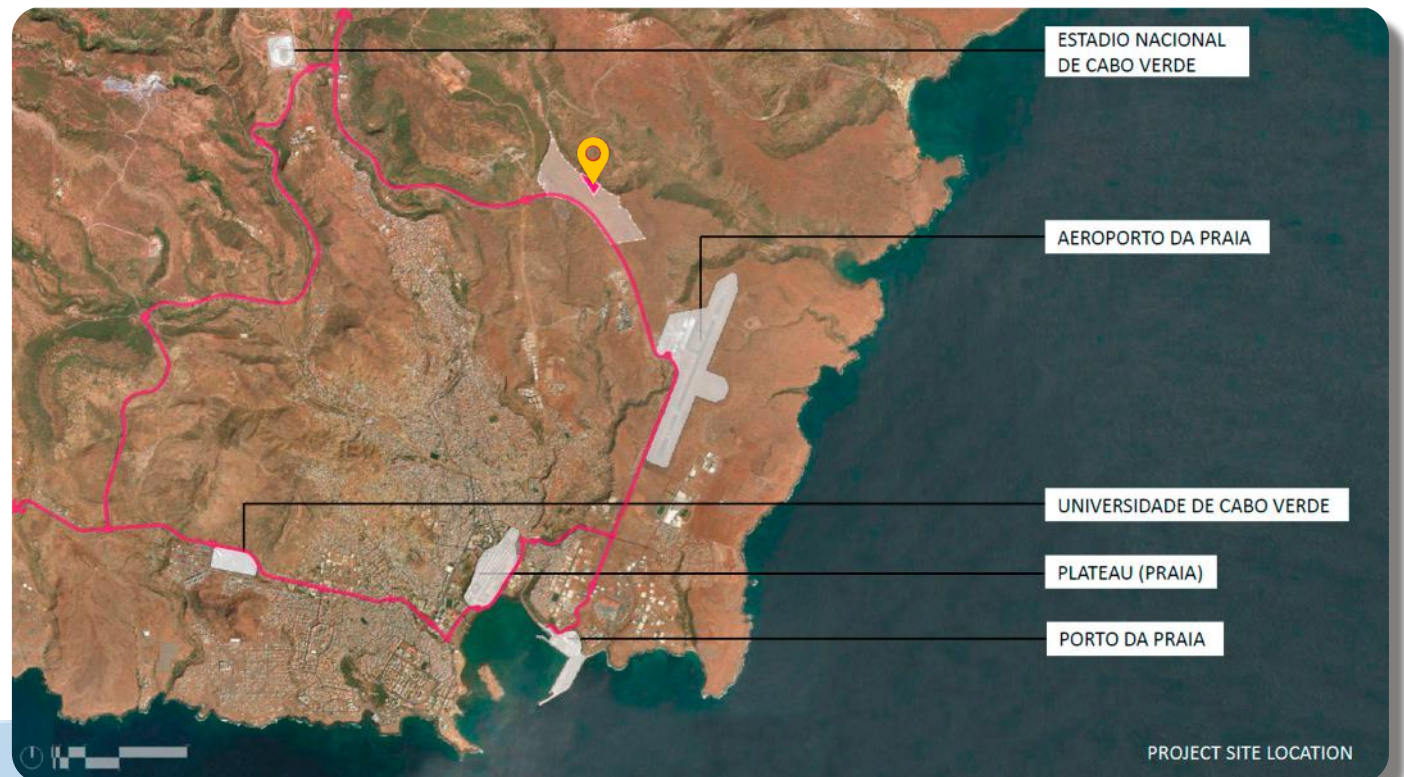 ESTADIO NACIONAL
DE CABO VERDE
AEROPORTO DA PRAIA
UNIVERSIDADE DE CABO VERDE
PLATEAU (PRAIA)
PORTO DA PRAIA
PROJECT SITE LOCATION